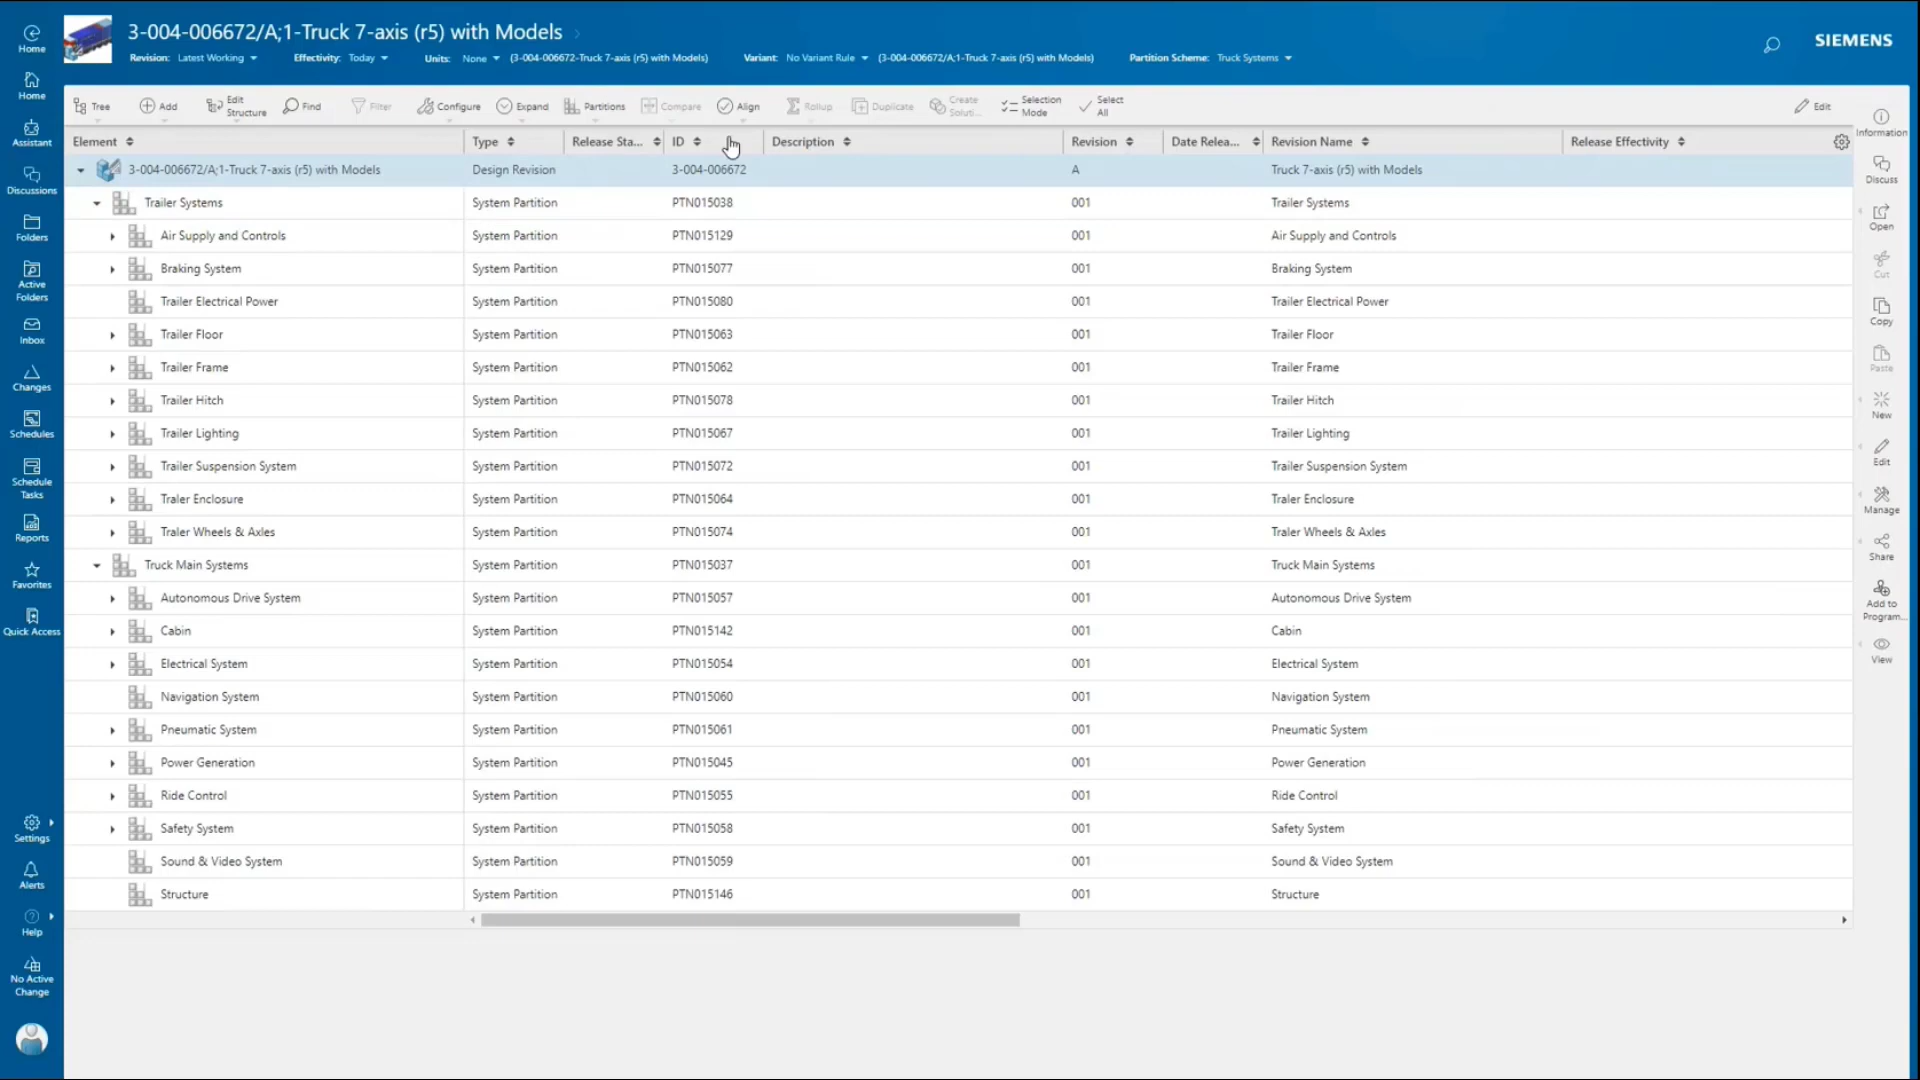 3-004-006672/A;1-Truck 7-axis (r5) with Models
Revision: Latest Working Effectivity: Today Units: None (3-004-006672-Truck 7-axis (r5) with Models) Variant: No Variant Rule (3-004-006672/A;1-Truck 7-axis (r5) with Models) Partition Scheme: Truck Systems
SIEMENS
Home
Home
Assistant
Discussions
Folders
Active
Folders
Inbox
Changes
Schedules
Schedule
Tasks
Reports
Favorites
Quick Access
Settings
Alerts
Help
No Active
Change
Tree
Add
Edit
Structure
Find
Filter
Configure
Expand
Partitions
Compare
Align
Rollup
Duplicate
Create
Soluti...
Selection
Mode
Select
All
Edit
Element Type Release Sta... ID Description Revision Date Relea... Revision Name Release Effectivity
3-004-006672/A;1-Truck 7-axis (r5) with Models Design Revision 3-004-006672 A Truck 7-axis (r5) with Models
Trailer Systems System Partition PTN015038 001 Trailer Systems
Air Supply and Controls System Partition PTN015129 001 Air Supply and Controls
Braking System System Partition PTN015077 001 Braking System
Trailer Electrical Power System Partition PTN015080 001 Trailer Electrical Power
Trailer Floor System Partition PTN015063 001 Trailer Floor
Trailer Frame System Partition PTN015062 001 Trailer Frame
Trailer Hitch System Partition PTN015078 001 Trailer Hitch
Trailer Lighting System Partition PTN015067 001 Trailer Lighting
Trailer Suspension System System Partition PTN015072 001 Trailer Suspension System
Traler Enclosure System Partition PTN015064 001 Traler Enclosure
Traler Wheels & Axles System Partition PTN015074 001 Traler Wheels & Axles
Truck Main Systems System Partition PTN015037 001 Truck Main Systems
Autonomous Drive System System Partition PTN015057 001 Autonomous Drive System
Cabin System Partition PTN015142 001 Cabin
Electrical System System Partition PTN015054 001 Electrical System
Navigation System System Partition PTN015060 001 Navigation System
Pneumatic System System Partition PTN015061 001 Pneumatic System
Power Generation System Partition PTN015045 001 Power Generation
Ride Control System Partition PTN015055 001 Ride Control
Safety System System Partition PTN015058 001 Safety System
Sound & Video System System Partition PTN015059 001 Sound & Video System
Structure System Partition PTN015146 001 Structure
Information
Discuss
Open
Cut
Copy
Paste
New
Edit
Manage
Share
Add to
Program...
View